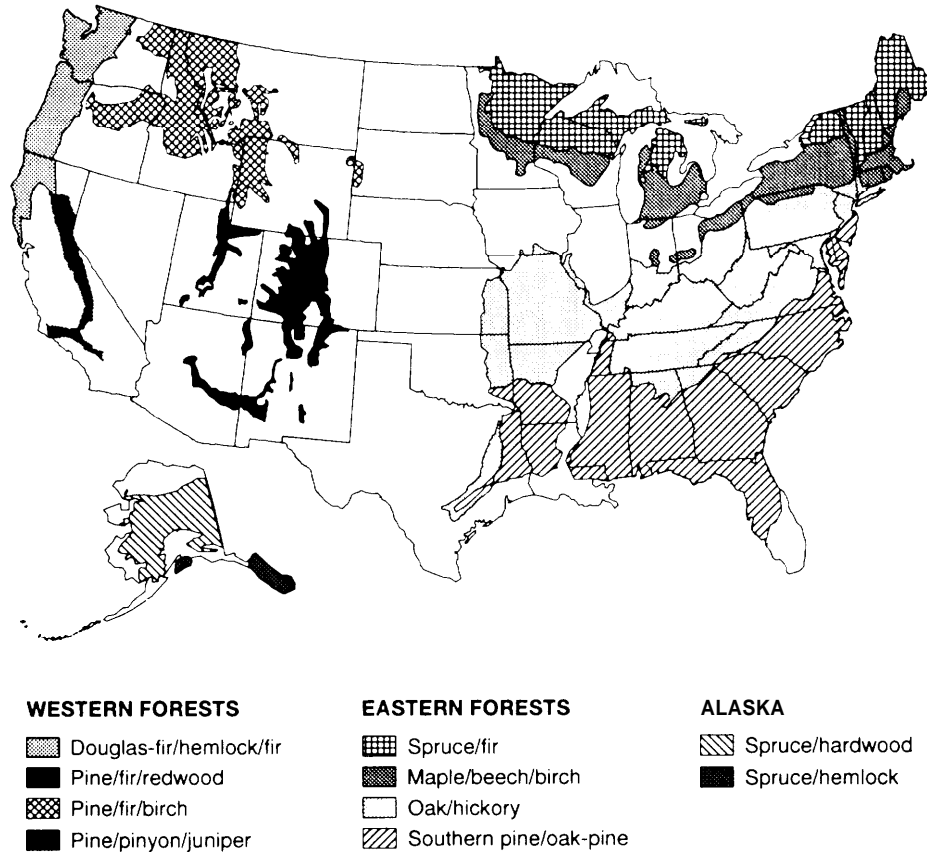 WESTERN FORESTS
Douglas-fir/hemlock/fir
Pine/fir/redwood
Pine/fir/birch
Pine/pinyon/juniper
EASTERN FORESTS
Spruce/fir
Maple/beech/birch
Oak/hickory
Southern pine/oak-pine
ALASKA
Spruce/hardwood
Spruce/hemlock